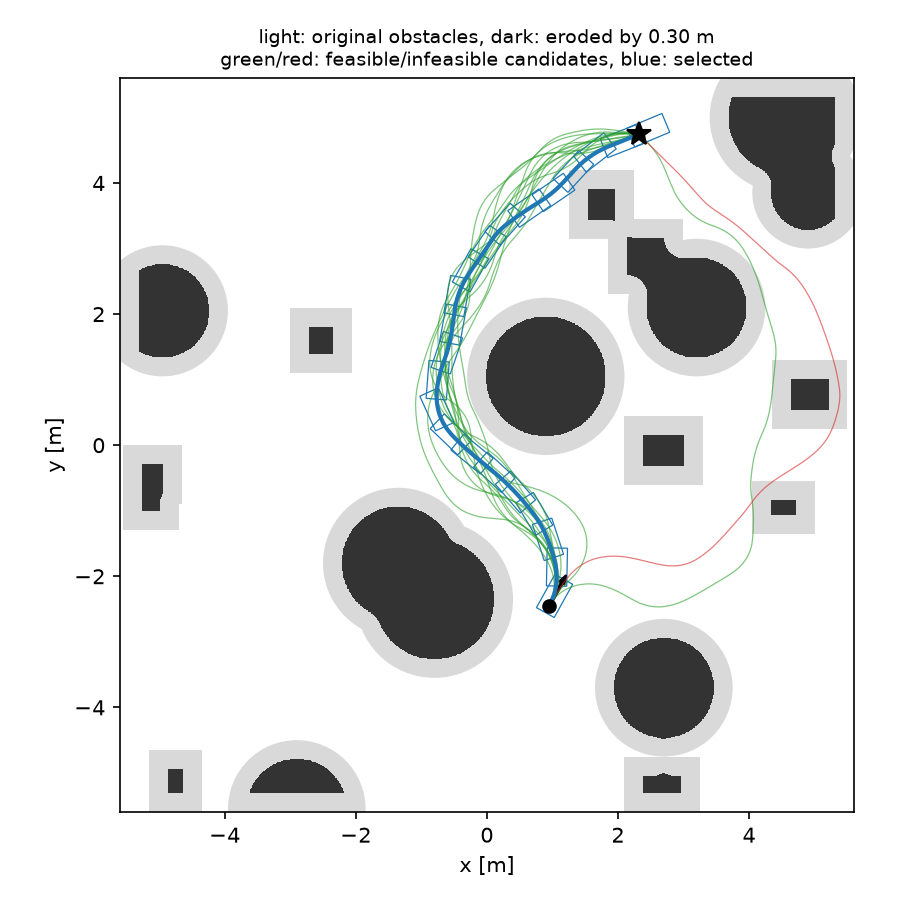 light: original obstacles, dark: eroded by 0.30 m
green/red: feasible/infeasible candidates, blue: selected
4
2
0
−2
−4
y [m]
−4 −2 0 2 4
x [m]